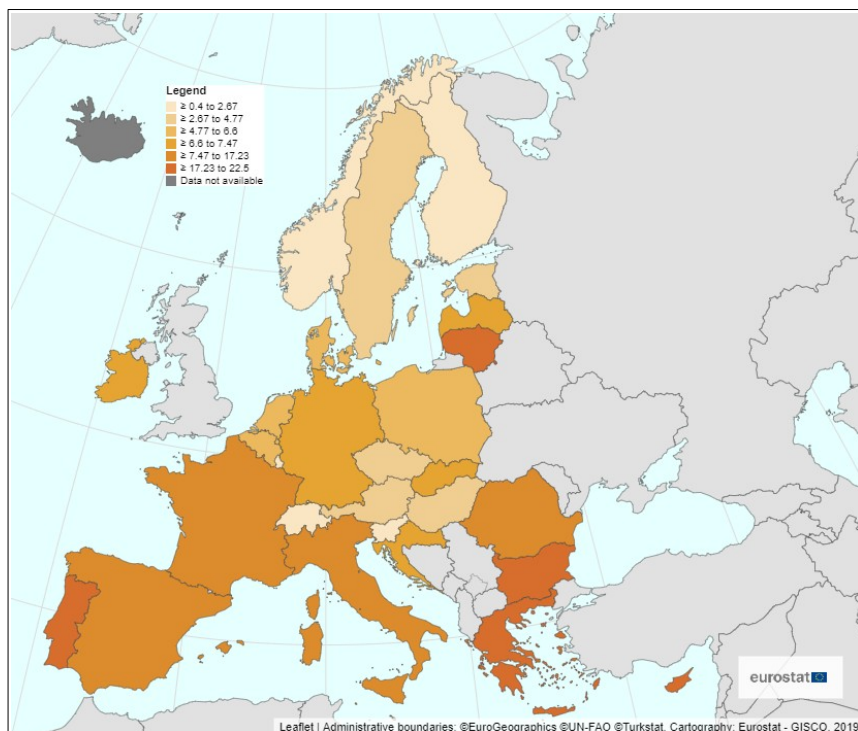 Legend
≥ 0.4 to 2.67
≥ 2.67 to 4.77
≥ 4.77 to 6.6
≥ 6.6 to 7.47
≥ 7.47 to 17.23
≥ 17.23 to 22.5
Data not available
eurostat
Leaflet | Administrative boundaries: ©EuroGeographics ©UN-FAO ©Turkstat, Cartography: Eurostat - GISCO, 2019